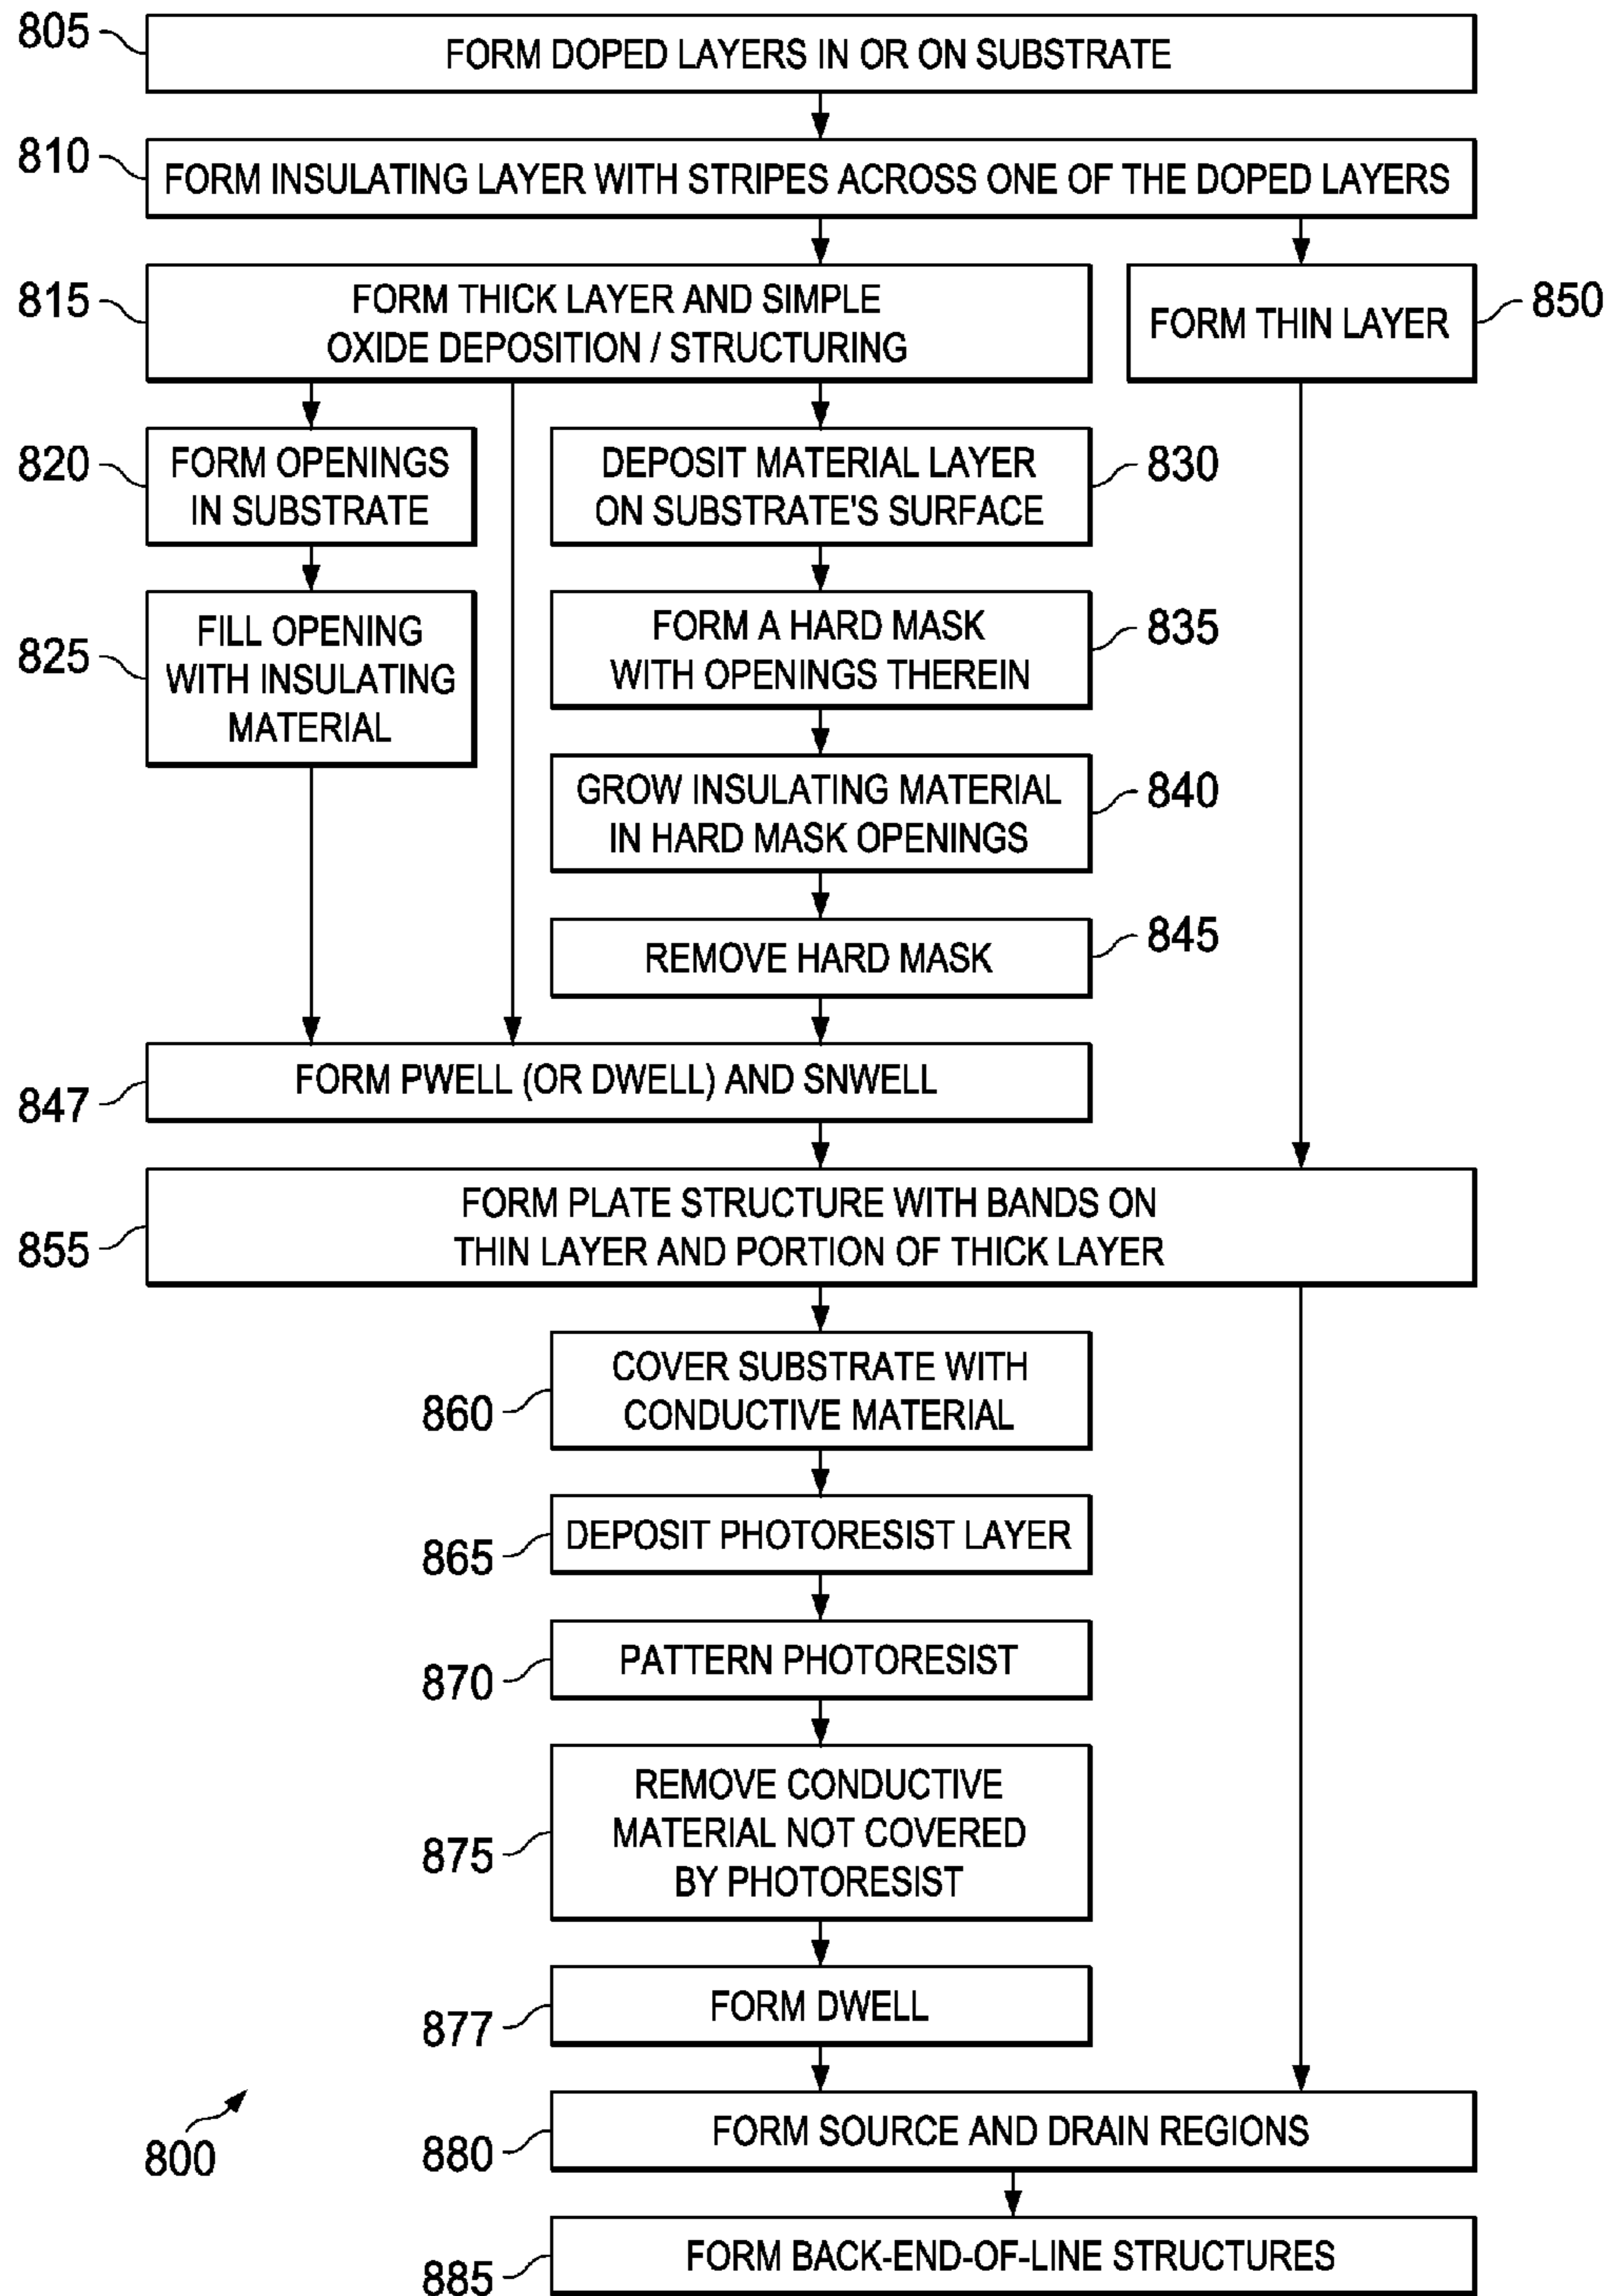 805
FORM DOPED LAYERS IN OR ON SUBSTRATE
810
FORM INSULATING LAYER WITH STRIPES ACROSS ONE OF THE DOPED LAYERS
815
FORM THICK LAYER AND SIMPLE
OXIDE DEPOSITION / STRUCTURING
FORM THIN LAYER
850
820
FORM OPENINGS
IN SUBSTRATE
DEPOSIT MATERIAL LAYER
ON SUBSTRATE'S SURFACE
830
825
FILL OPENING
WITH INSULATING
MATERIAL
FORM A HARD MASK
WITH OPENINGS THEREIN
835
GROW INSULATING MATERIAL
IN HARD MASK OPENINGS
840
REMOVE HARD MASK
845
847
FORM PWELL (OR DWELL) AND SNWELL
855
FORM PLATE STRUCTURE WITH BANDS ON
THIN LAYER AND PORTION OF THICK LAYER
860
COVER SUBSTRATE WITH
CONDUCTIVE MATERIAL
865
DEPOSIT PHOTORESIST LAYER
870
PATTERN PHOTORESIST
875
REMOVE CONDUCTIVE
MATERIAL NOT COVERED
BY PHOTORESIST
877
FORM DWELL
800
880
FORM SOURCE AND DRAIN REGIONS
885
FORM BACK-END-OF-LINE STRUCTURES